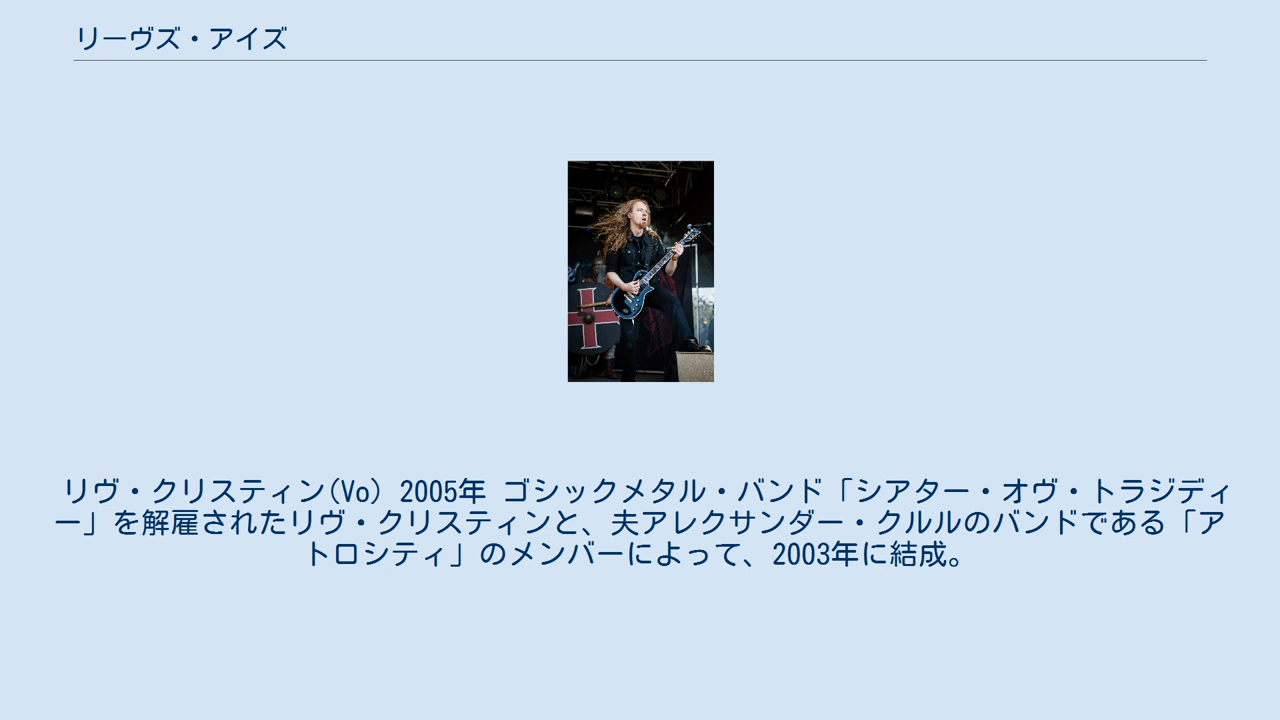 リーヴズ・アイズ
リヴ・クリスティン(Vo) 2005年 ゴシックメタル・バンド「シアター・オヴ・トラジディ
ー」を解雇されたリヴ・クリスティンと、夫アレクサンダー・クルルのバンドである「ア
トロシティ」のメンバーによって、2003年に結成。